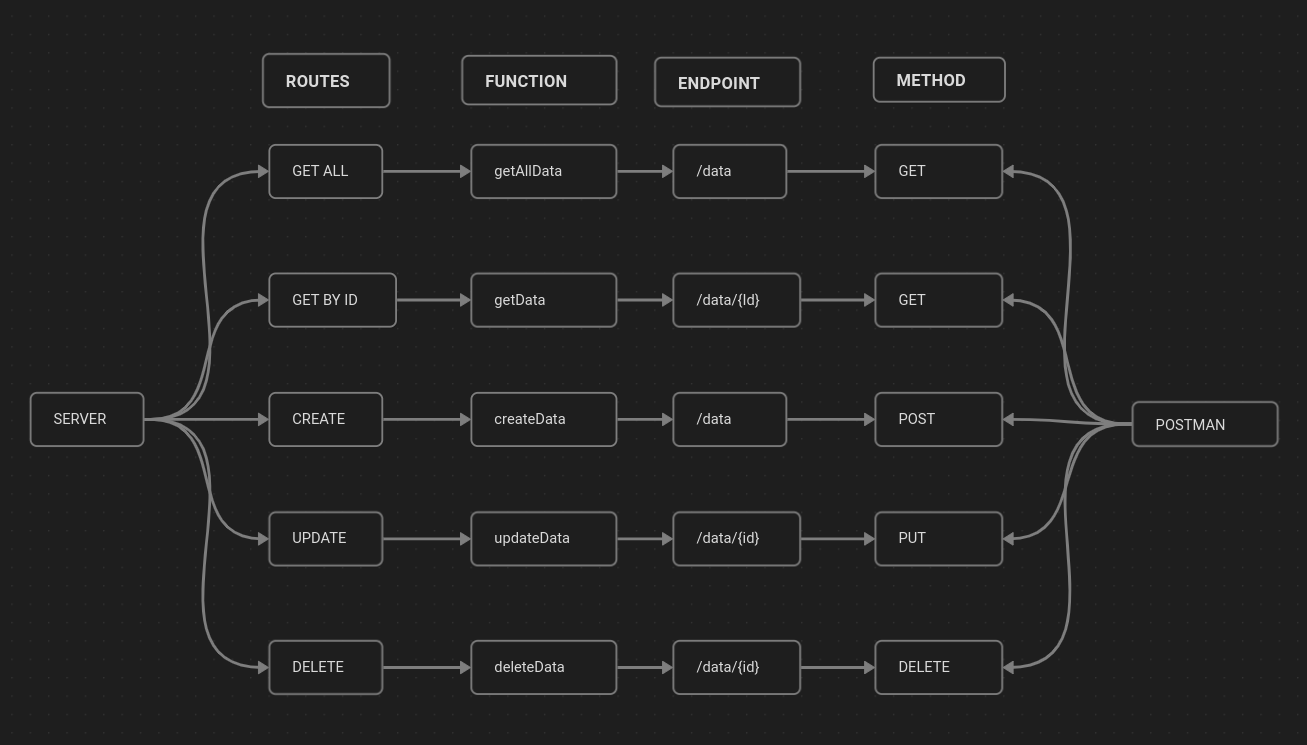 ROUTES
FUNCTION
ENDPOINT
METHOD
GET ALL
getAllData
/data
GET
GET BY ID
getData
/data/{Id}
GET
SERVER
CREATE
createData
/data
POST
POSTMAN
UPDATE
updateData
/data/{id}
PUT
DELETE
deleteData
/data/{id}
DELETE